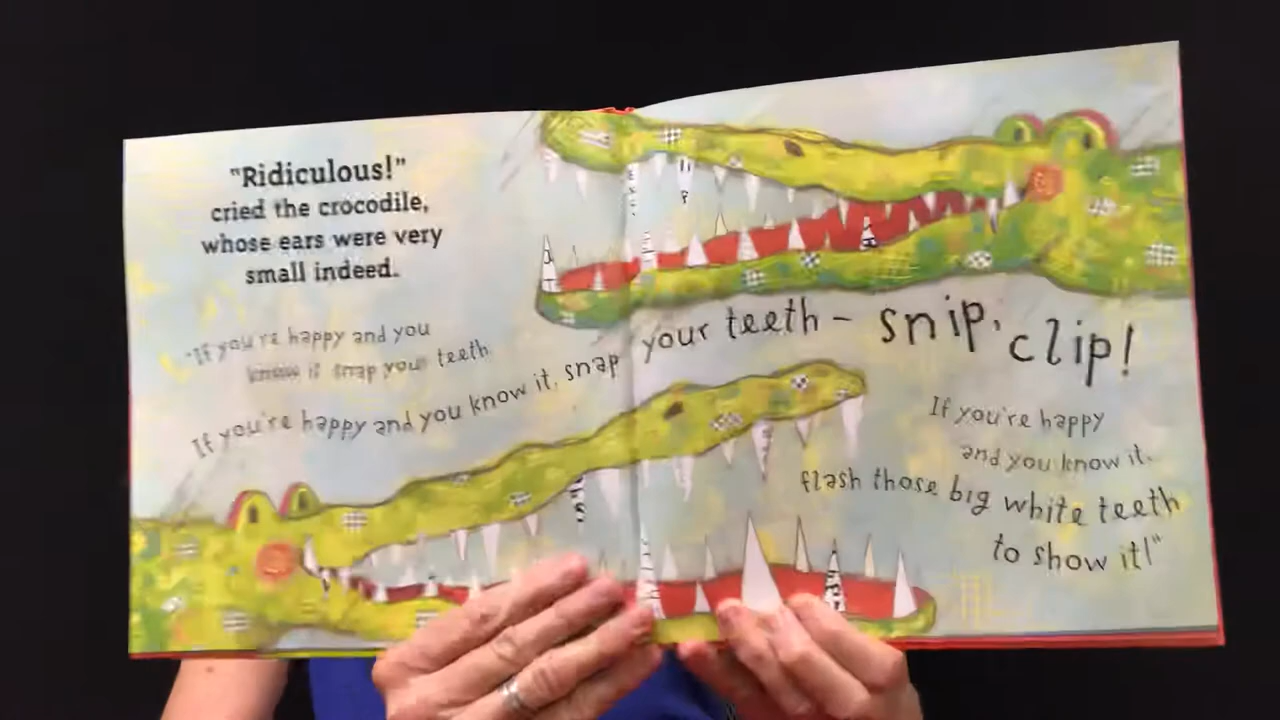 "Ridiculous!"
cried the crocodile,
whose ears were very
small indeed.
"If you're happy and you
know it snap your teeth
If you're happy and you know it, snap your teeth – snip, clip!
If you're happy
and you know it,
flash those big white teeth
to show it!"